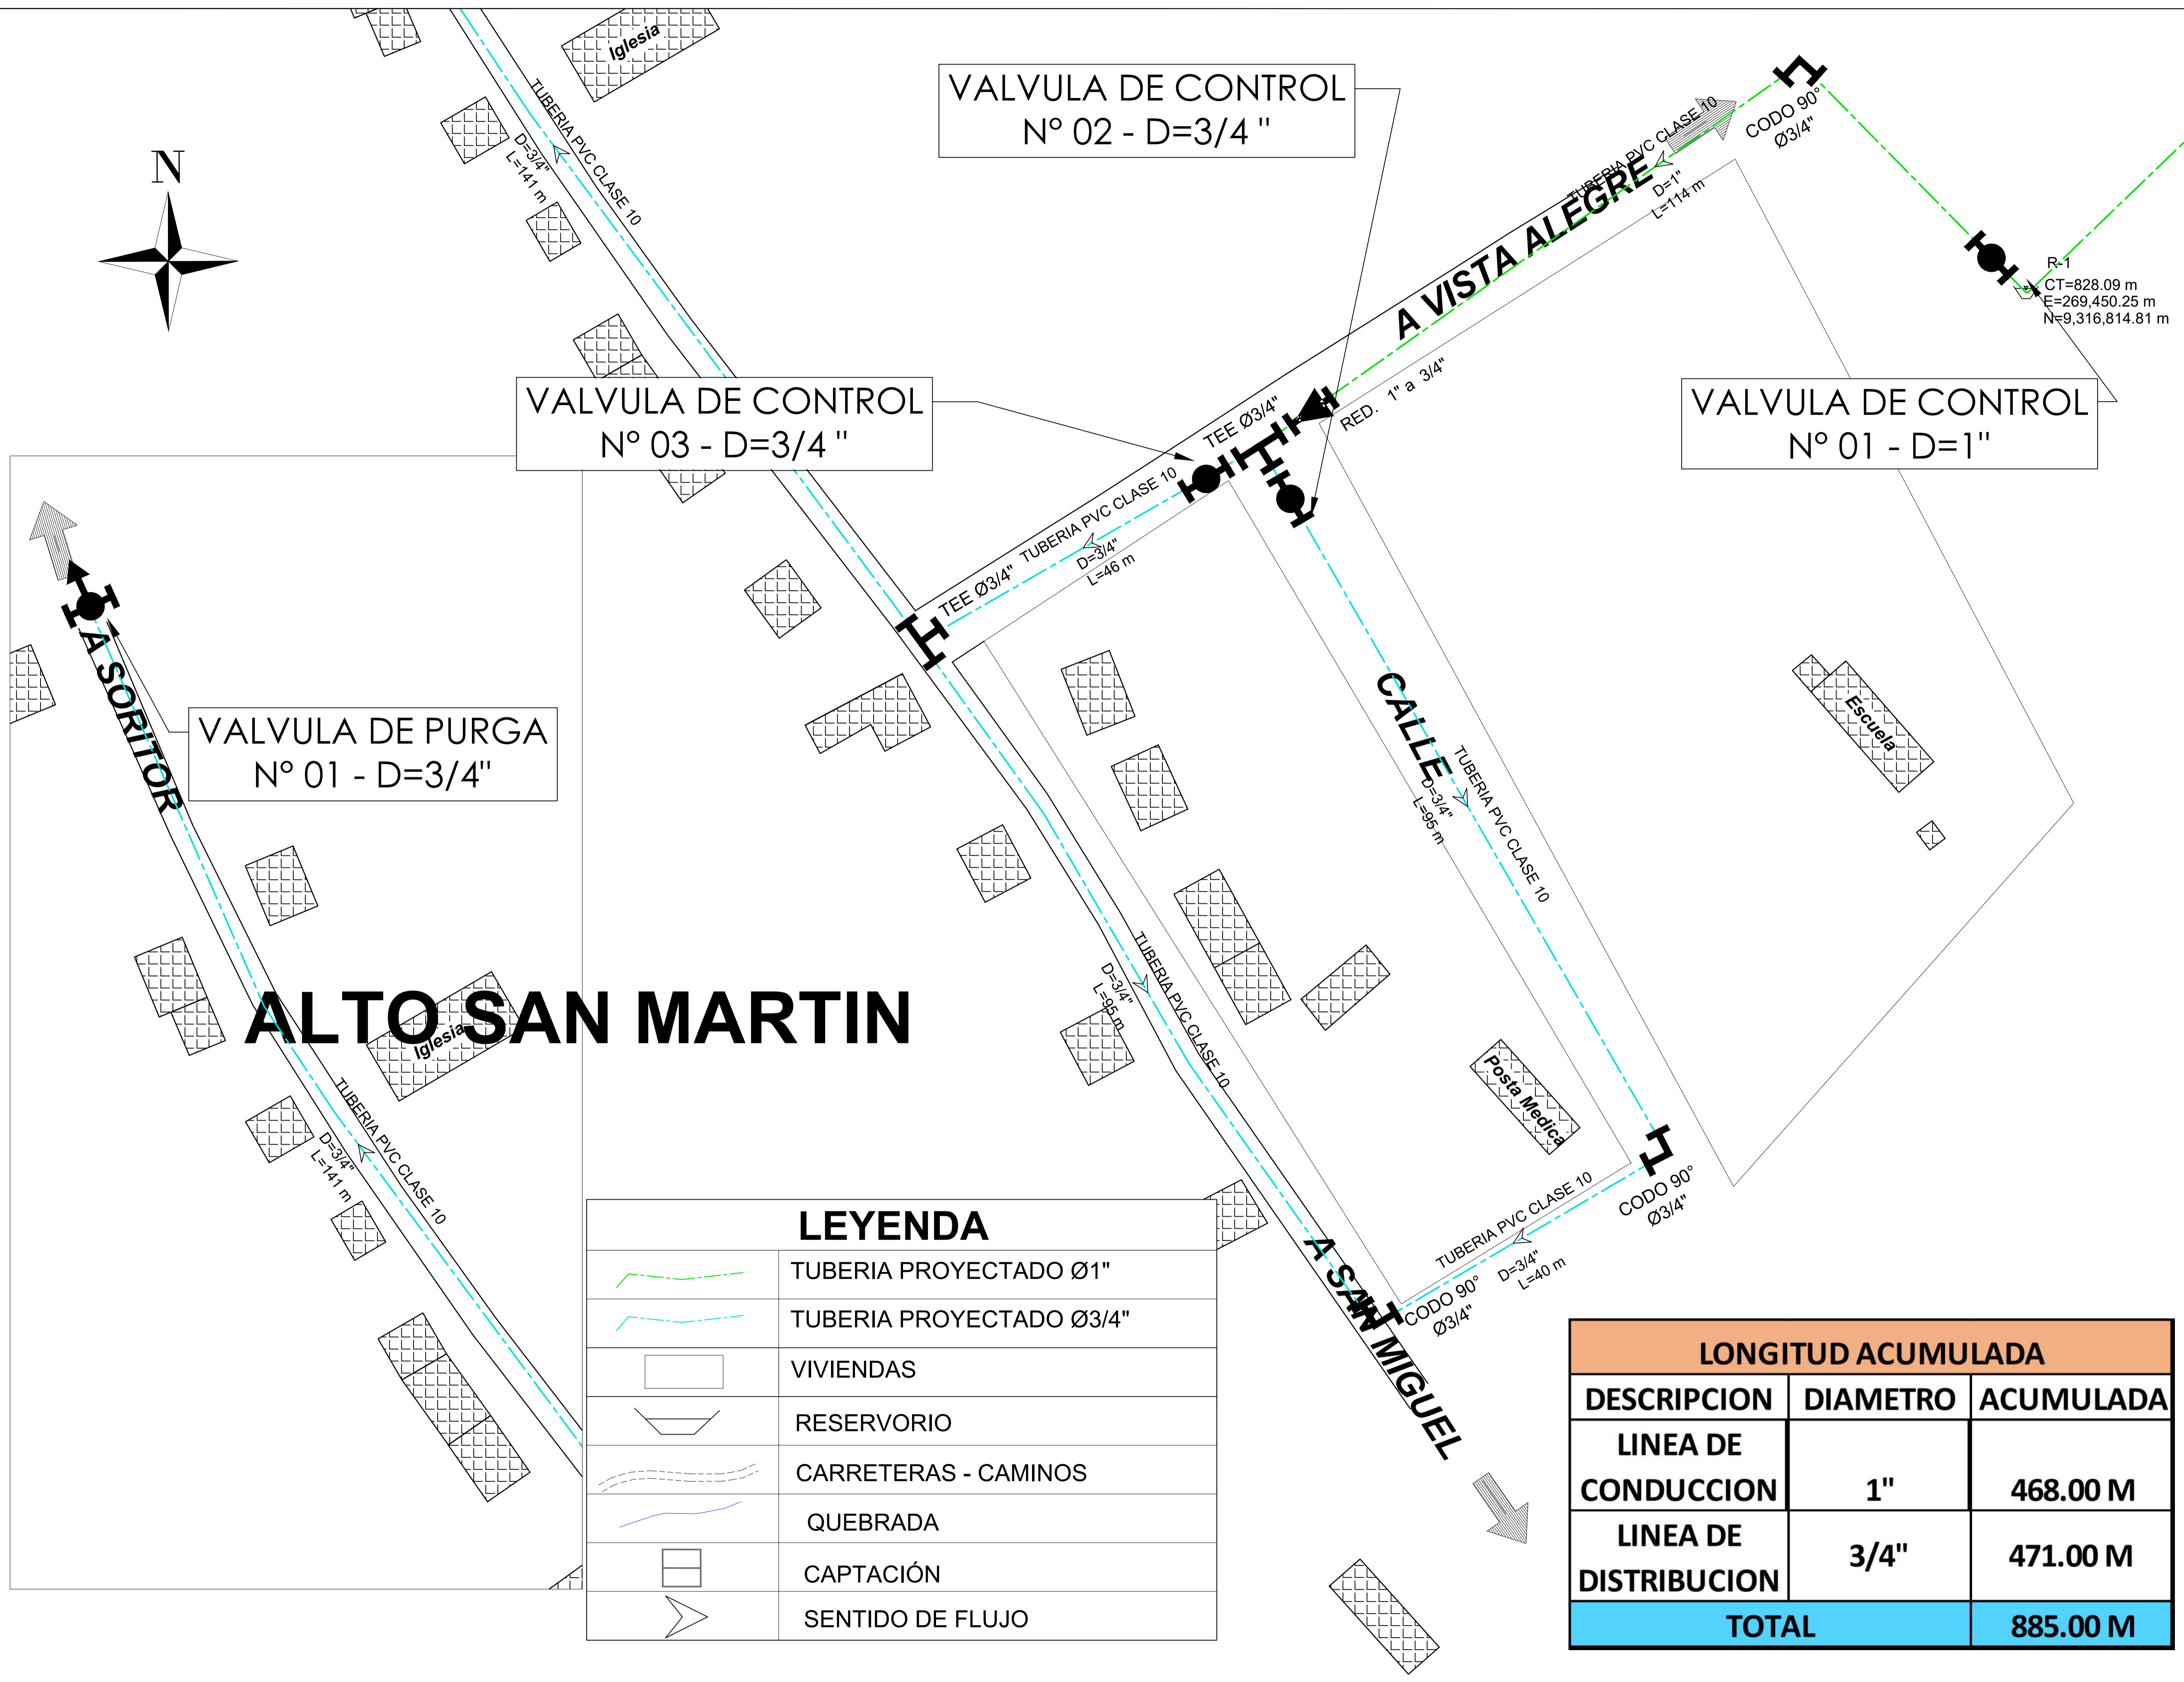 Iglesia
TUBERIA PVC CLASE 10
D=3/4"
L=141 m
N
VALVULA DE CONTROL
N° 02 - D=3/4 "
TUBERIA PVC CLASE 10
D=1"
L=114 m
A VISTA ALEGRE
CODO 90°
Ø3/4"
R-1
CT=828.09 m
E=269,450.25 m
N=9,316,814.81 m
VALVULA DE CONTROL
N° 03 - D=3/4 "
TEE Ø3/4"
RED. 1" a 3/4"
VALVULA DE CONTROL
N° 01 - D=1"
TUBERIA PVC CLASE 10
D=3/4"
L=46 m
TEE Ø3/4"
A SORITOR
VALVULA DE PURGA
N° 01 - D=3/4"
CALLE
D=3/4"
L=95 m
TUBERIA PVC CLASE 10
Escuela
ALTO SAN MARTIN
Iglesia
TUBERIA PVC CLASE 10
D=3/4"
L=95 m
Posta Medica
TUBERIA PVC CLASE 10
D=3/4"
L=141 m
CODO 90°
Ø3/4"
TUBERIA PVC CLASE 10
D=3/4"
L=40 m
CODO 90°
Ø3/4"
A SAN MIGUEL
LEYENDA
TUBERIA PROYECTADO Ø1"
TUBERIA PROYECTADO Ø3/4"
VIVIENDAS
RESERVORIO
CARRETERAS - CAMINOS
QUEBRADA
CAPTACIÓN
SENTIDO DE FLUJO
LONGITUD ACUMULADA
DESCRIPCION DIAMETRO ACUMULADA
LINEA DE
CONDUCCION 1" 468.00 M
LINEA DE
DISTRIBUCION 3/4" 471.00 M
TOTAL 885.00 M